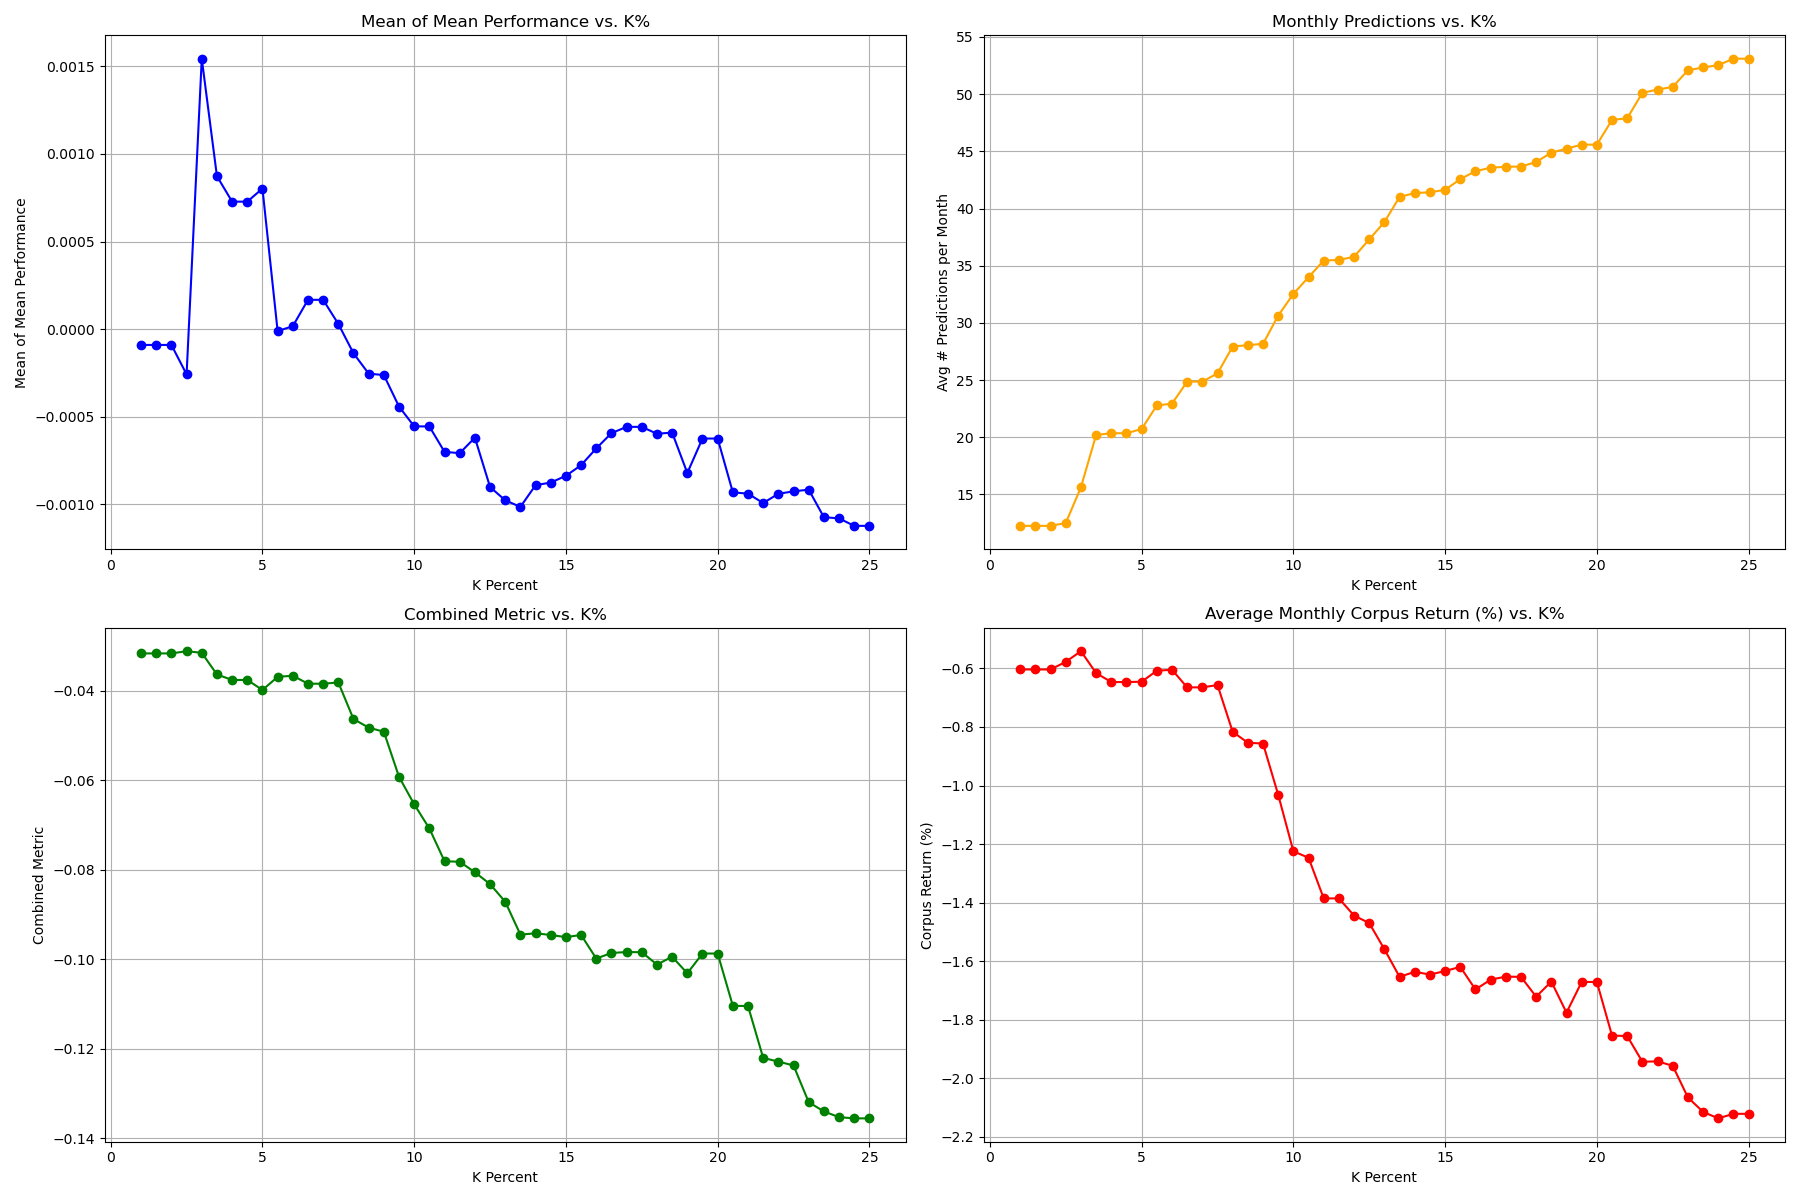 Mean of Mean Performance vs. K%
Mean of Mean Performance
0.0015
0.0010
0.0005
0.0000
−0.0005
−0.0010
0 5 10 15 20 25
K Percent
Monthly Predictions vs. K%
Avg # Predictions per Month
55
50
45
40
35
30
25
20
15
0 5 10 15 20 25
K Percent
Combined Metric vs. K%
Combined Metric
−0.04
−0.06
−0.08
−0.10
−0.12
−0.14
0 5 10 15 20 25
K Percent
Average Monthly Corpus Return (%) vs. K%
Corpus Return (%)
−0.6
−0.8
−1.0
−1.2
−1.4
−1.6
−1.8
−2.0
−2.2
0 5 10 15 20 25
K Percent